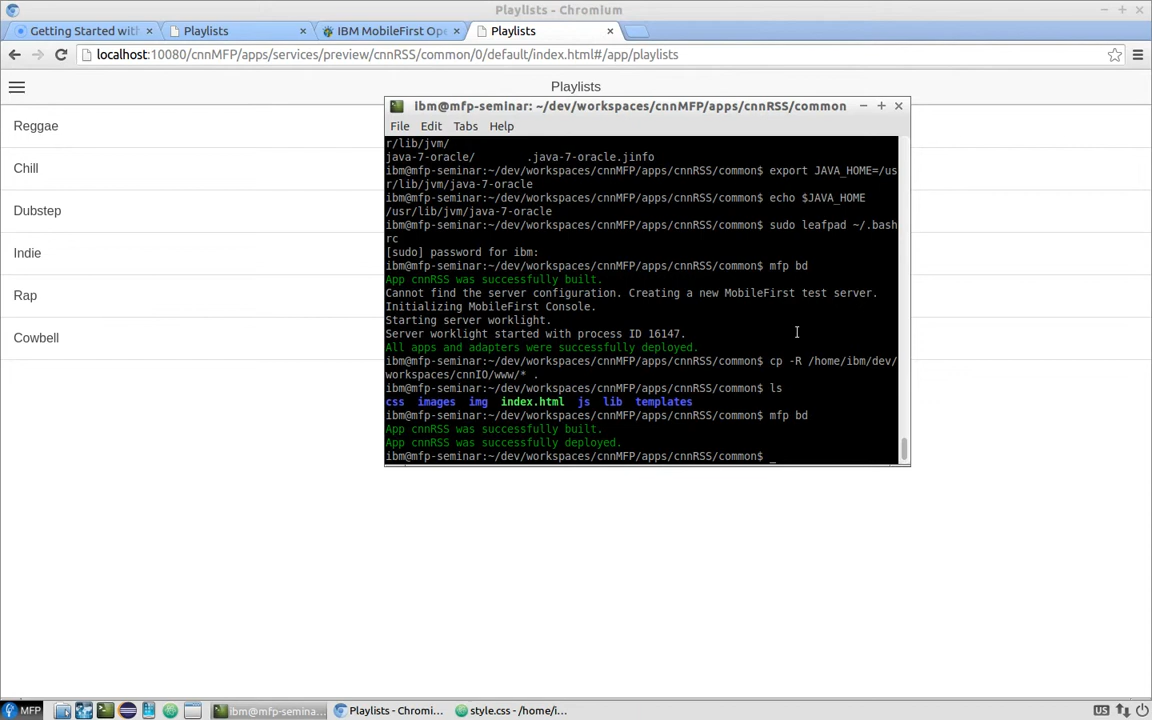 Playlists - Chromium
Getting Started wit
Playlists
IBM MobileFirst Ope
Playlists
localhost:10080/cnnMFP/apps/services/preview/cnnRSS/common/0/default/index.html#/app/playlists
Playlists
Reggae
Chill
Dubstep
Indie
Rap
Cowbell
ibm@mfp-seminar: ~/dev/workspaces/cnnMFP/apps/cnnRSS/common
File Edit Tabs Help
r/lib/jvm/
java-7-oracle/ .java-7-oracle.jinfo
ibm@mfp-seminar:~/dev/workspaces/cnnMFP/apps/cnnRSS/common$ export JAVA_HOME=/us
r/lib/jvm/java-7-oracle
ibm@mfp-seminar:~/dev/workspaces/cnnMFP/apps/cnnRSS/common$ echo $JAVA_HOME
/usr/lib/jvm/java-7-oracle
ibm@mfp-seminar:~/dev/workspaces/cnnMFP/apps/cnnRSS/common$ sudo leafpad ~/.bash
rc
[sudo] password for ibm:
ibm@mfp-seminar:~/dev/workspaces/cnnMFP/apps/cnnRSS/common$ mfp bd
App cnnRSS was successfully built.
Cannot find the server configuration. Creating a new MobileFirst test server.
Initializing MobileFirst Console.
Starting server worklight.
Server worklight started with process ID 16147.
All apps and adapters were successfully deployed.
ibm@mfp-seminar:~/dev/workspaces/cnnMFP/apps/cnnRSS/common$ cp -R /home/ibm/dev/
workspaces/cnnIO/www/* .
ibm@mfp-seminar:~/dev/workspaces/cnnMFP/apps/cnnRSS/common$ ls
css images img index.html js lib templates
ibm@mfp-seminar:~/dev/workspaces/cnnMFP/apps/cnnRSS/common$ mfp bd
App cnnRSS was successfully built.
App cnnRSS was successfully deployed.
ibm@mfp-seminar:~/dev/workspaces/cnnMFP/apps/cnnRSS/common$ _
MFP
ibm@mfp-semina...
Playlists - Chromi...
style.css - /home/i...
US